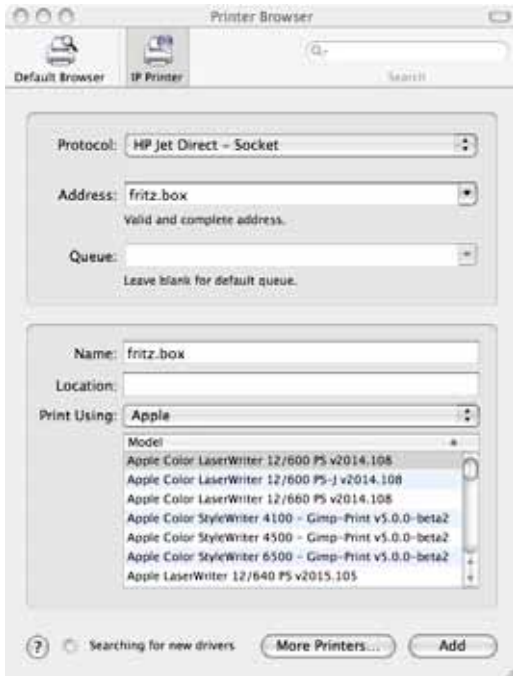 Printer Browser
Default Browser
IP Printer
Search
Protocol: HP Jet Direct – Socket
Address: fritz.box
Valid and complete address.
Queue:
Leave blank for default queue.
Name: fritz.box
Location:
Print Using: Apple
Model
Apple Color LaserWriter 12/600 PS v2014.108
Apple Color LaserWriter 12/600 PS-J v2014.108
Apple Color LaserWriter 12/660 PS v2014.108
Apple Color StyleWriter 4100 – Gimp-Print v5.0.0-beta2
Apple Color StyleWriter 4500 – Gimp-Print v5.0.0-beta2
Apple Color StyleWriter 6500 – Gimp-Print v5.0.0-beta2
Apple LaserWriter 12/640 PS v2015.105
? Searching for new drivers More Printers... Add